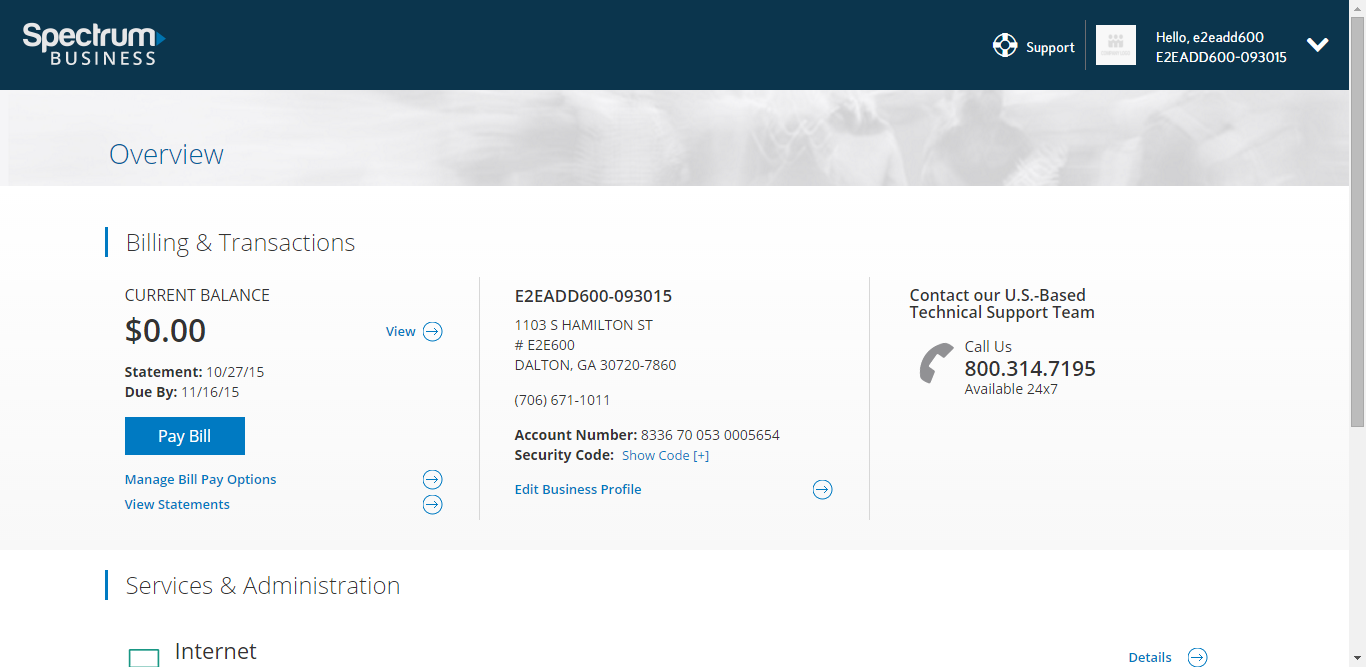 Spectrum
BUSINESS
Support
Hello, e2eadd600
E2EADD600-093015
Overview
Billing & Transactions
CURRENT BALANCE
$0.00
View
Statement: 10/27/15
Due By: 11/16/15
Pay Bill
Manage Bill Pay Options
View Statements
E2EADD600-093015
1103 S HAMILTON ST
# E2E600
DALTON, GA 30720-7860
(706) 671-1011
Account Number: 8336 70 053 0005654
Security Code: Show Code [+]
Edit Business Profile
Contact our U.S.-Based
Technical Support Team
Call Us
800.314.7195
Available 24x7
Services & Administration
Internet
Details